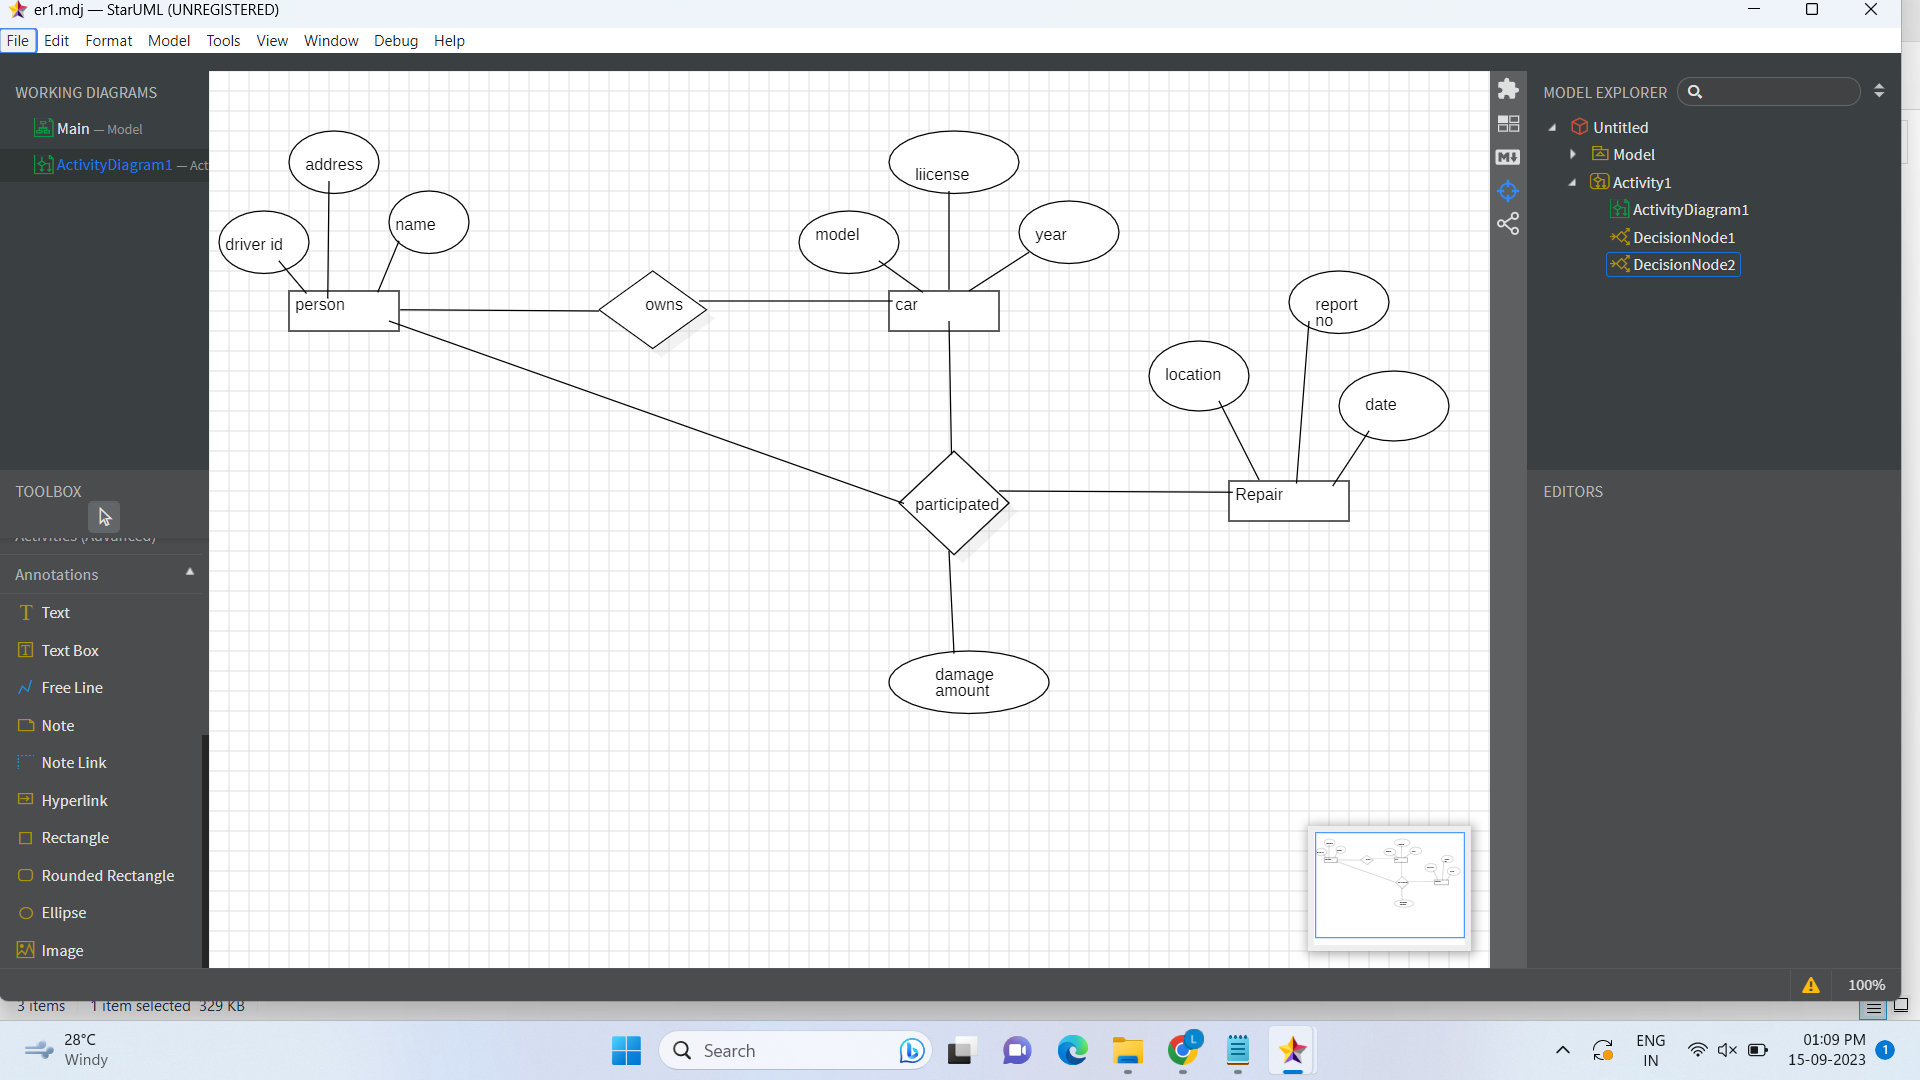 er1.mdj — StarUML (UNREGISTERED)
File Edit Format Model Tools View Window Debug Help
WORKING DIAGRAMS
Main — Model
ActivityDiagram1 — Act
TOOLBOX
Activities (Advanced)
Annotations
Text
Text Box
Free Line
Note
Note Link
Hyperlink
Rectangle
Rounded Rectangle
Ellipse
Image
address
name
driver id
person
owns
liicense
model
year
car
report
no
location
date
participated
Repair
damage
amount
MODEL EXPLORER
Untitled
Model
Activity1
ActivityDiagram1
DecisionNode1
DecisionNode2
EDITORS
100%
3 items 1 item selected 329 KB
28°C
Windy
Search
L
ENG
IN
01:09 PM
15-09-2023
1